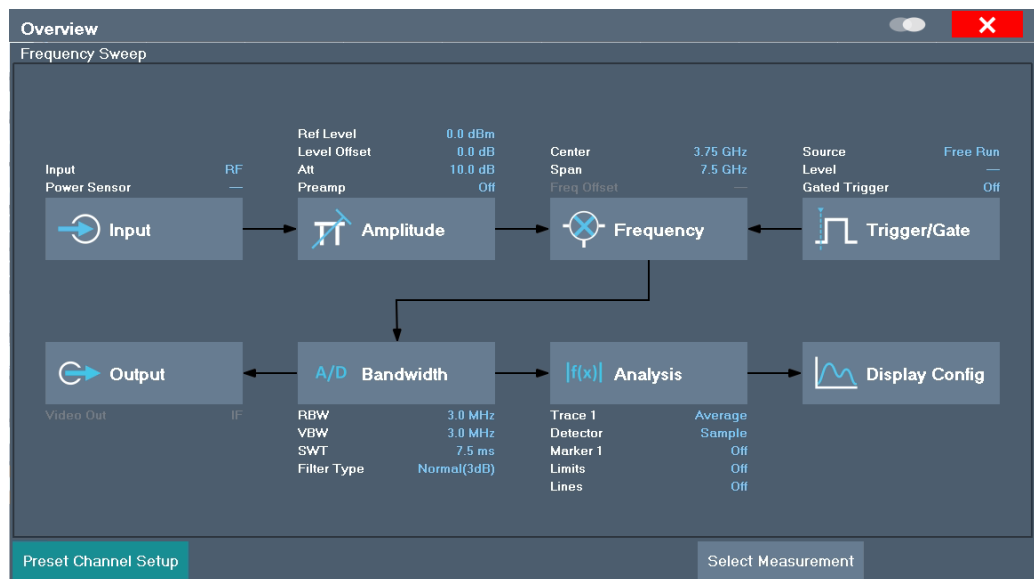 Overview
Frequency Sweep
Input RF
Power Sensor —
Input
Ref Level 0.0 dBm
Level Offset 0.0 dB
Att 10.0 dB
Preamp Off
Amplitude
Center 3.75 GHz
Span 7.5 GHz
Freq Offset —
Frequency
Source Free Run
Level —
Gated Trigger Off
Trigger/Gate
Output
Video Out IF
A/D Bandwidth
RBW 3.0 MHz
VBW 3.0 MHz
SWT 7.5 ms
Filter Type Normal(3dB)
|f(x)| Analysis
Trace 1 Average
Detector Sample
Marker 1 Off
Limits Off
Lines Off
Display Config
Preset Channel Setup
Select Measurement